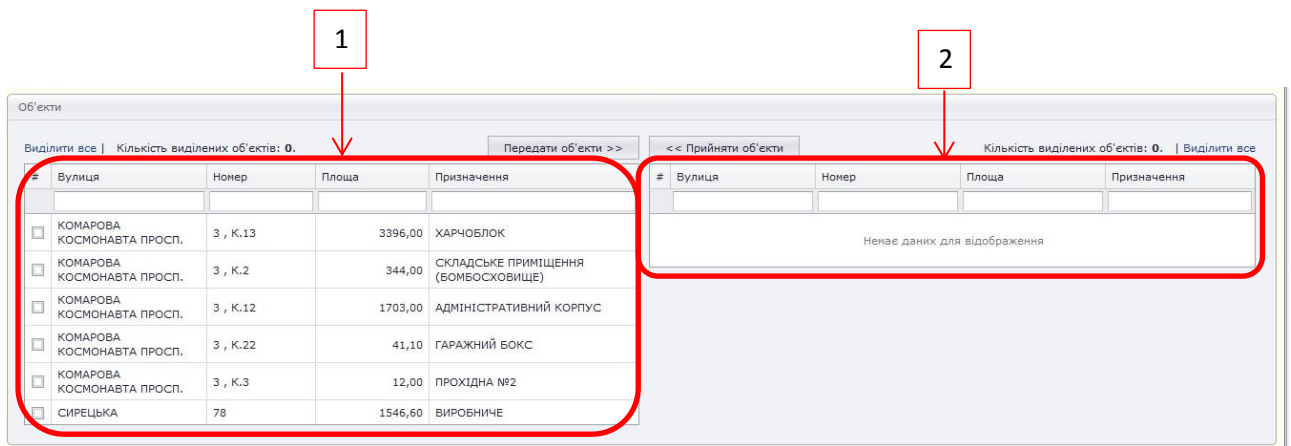 1
2
Об'єкти
Виділити все | Кількість виділених об'єктів: 0. Передати об'єкти >> << Прийняти об'єкти Кількість виділених об'єктів: 0. | Виділити все
# Вулиця Номер Площа Призначення # Вулиця Номер Площа Призначення
КОМАРОВА
КОСМОНАВТА ПРОСП. 3 , К.13 3396,00 ХАРЧОБЛОК
Немає даних для відображення
КОМАРОВА
КОСМОНАВТА ПРОСП. 3 , К.2 344,00 СКЛАДСЬКЕ ПРИМІЩЕННЯ
(БОМБОСХОВИЩЕ)
КОМАРОВА
КОСМОНАВТА ПРОСП. 3 , К.12 1703,00 АДМІНІСТРАТИВНИЙ КОРПУС
КОМАРОВА
КОСМОНАВТА ПРОСП. 3 , К.22 41,10 ГАРАЖНИЙ БОКС
КОМАРОВА
КОСМОНАВТА ПРОСП. 3 , К.3 12,00 ПРОХІДНА №2
СИРЕЦЬКА 78 1546,60 ВИРОБНИЧЕ